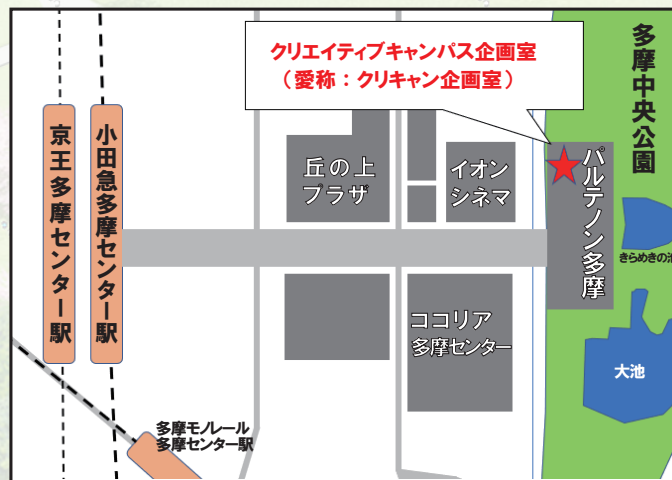 クリエイティブキャンパス企画室
（愛称：クリキャン企画室）
多摩中央公園
京王多摩センター駅
小田急多摩センター駅
丘の上
プラザ
イオン
シネマ
パルテノン多摩
きらめきの池
ココリア
多摩センター
大池
多摩モノレール
多摩センター駅